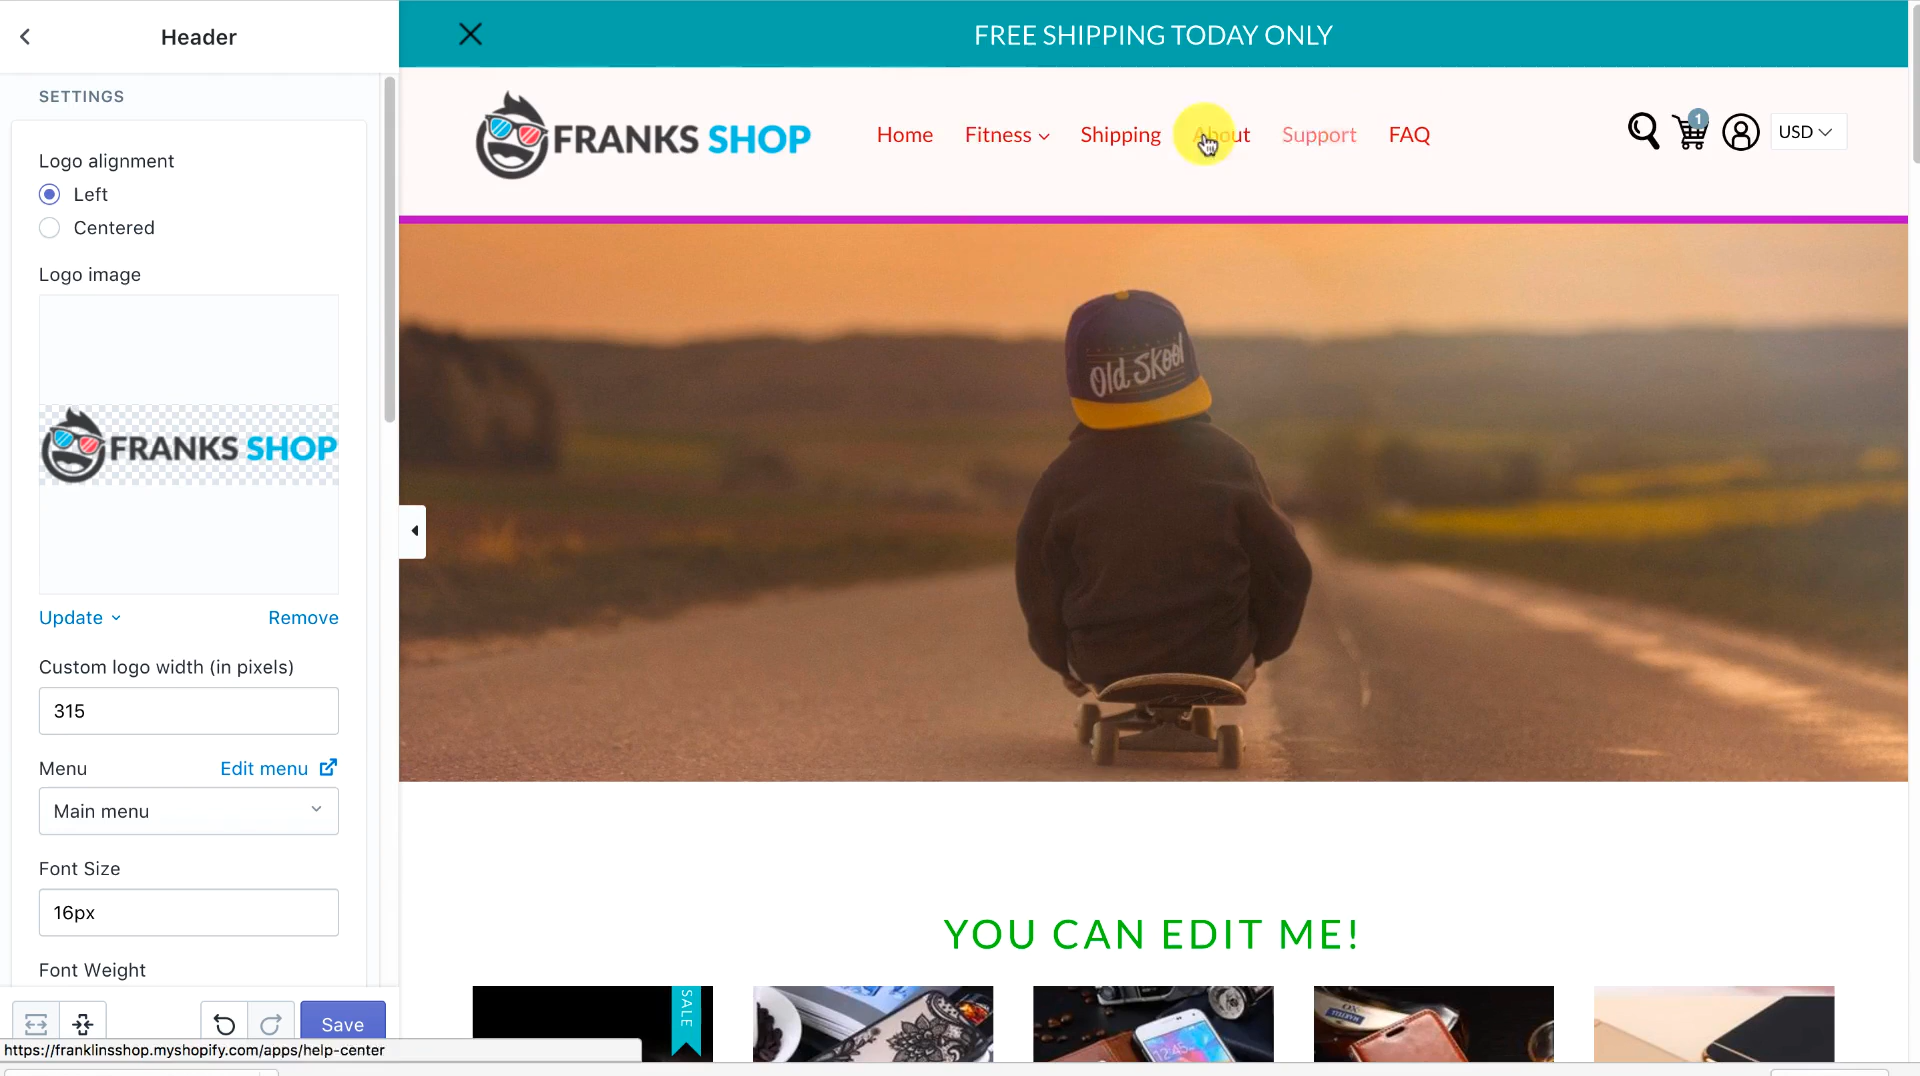 Header
SETTINGS
Logo alignment
Left
Centered
Logo image
FRANKS SHOP
Update
Remove
Custom logo width (in pixels)
315
Menu
Edit menu
Main menu
Font Size
16px
Font Weight
Save
https://franklinsshop.myshopify.com/apps/help-center
FREE SHIPPING TODAY ONLY
FRANKS SHOP
Home
Fitness
Shipping
About
Support
FAQ
1
USD
Old Skool
YOU CAN EDIT ME!
SALE
12:45